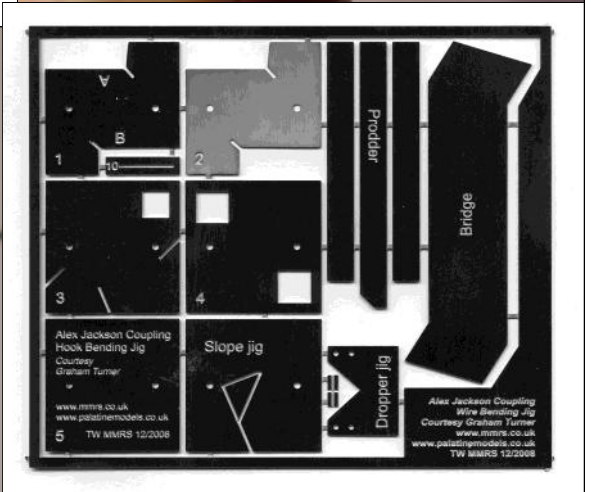 A
B
1
10
2
3
4
Alex Jackson Coupling
Hook Bending Jig
Courtesy
Graham Turner
www.mmrs.co.uk
www.palatinemodels.co.uk
TW MMRS 12/2008
5
Slope jig
Prodder
Bridge
Dropper jig
Alex Jackson Coupling
Wire Bending Jig
Courtesy Graham Turner
www.mmrs.co.uk
www.palatinemodels.co.uk
TW MMRS 12/2008